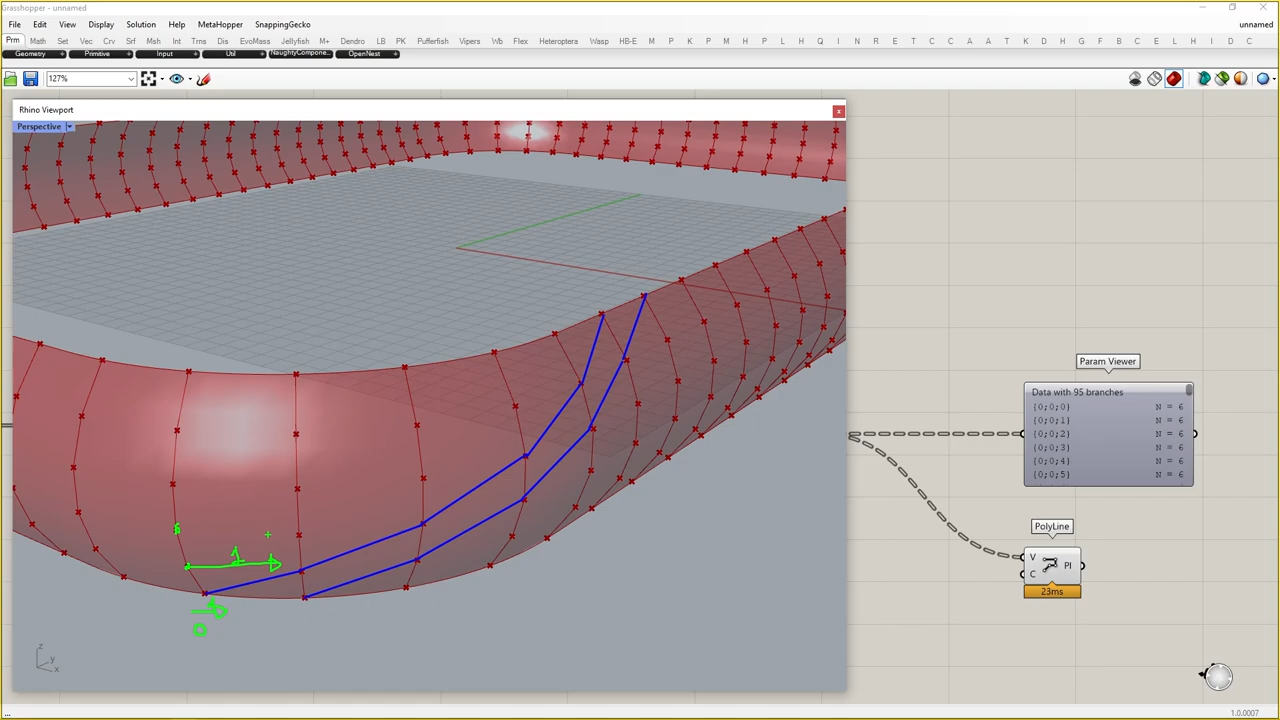 Grasshopper - unnamed
File Edit View Display Solution Help MetaHopper SnappingGecko unnamed
Prm Math Set Vec Crv Srf Msh Int Trns Dis EvoMass Jellyfish M+ Dendro LB PK Pufferfish Vipers Wb Flex Heteroptera Wasp HB-E M P K P D D M S D A P L B M F T N R E F D S G A B C D T H L S D C
Geometry Primitive Input Util NaughtyCompone... OpenNest
127%
Rhino Viewport x
Perspective
Param Viewer
Data with 95 branches
{0;0;0} N = 6
{0;0;1} N = 6
{0;0;2} N = 6
{0;0;3} N = 6
{0;0;4} N = 6
{0;0;5} N = 6
PolyLine
V Pl
C
23ms
1
0
z
y
x
...
1.0.0007